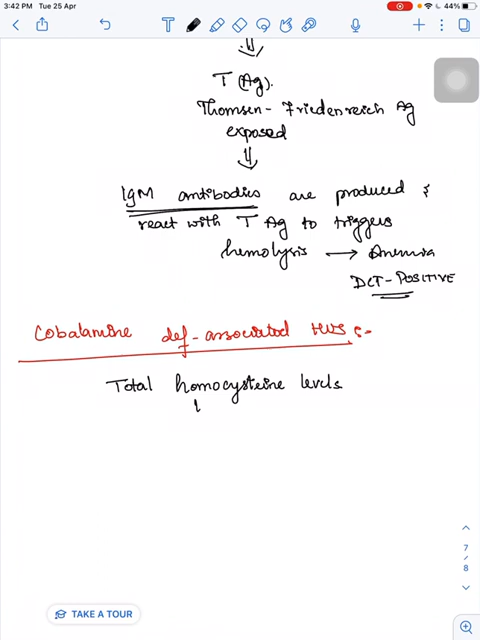 3:42 PM Tue 25 Apr
44%
T (Ag).
Thomsen - Friedenreich Ag
exposed
IgM antibodies are produced &
react with T Ag to triggers
hemolysis → Anemia
DCT - POSITIVE
Cobalamine def - associated HUS :-
Total homocysteine levels
7
/
8
TAKE A TOUR